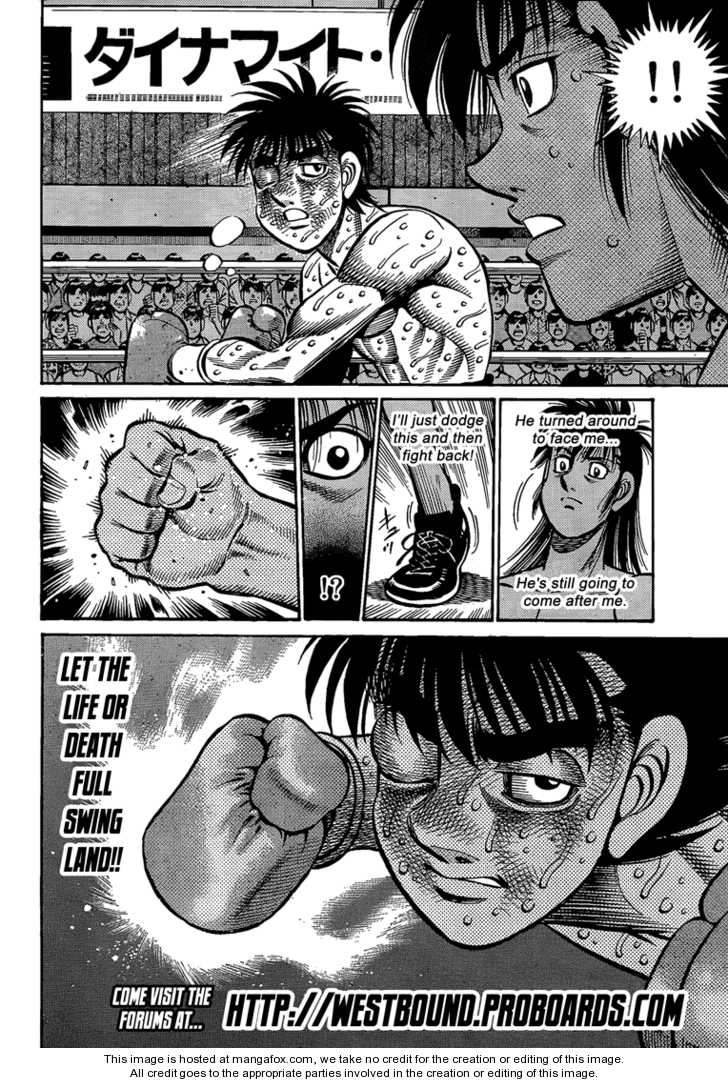 ダイナマイト・
!!
He turned around
to face me...
He's still going to
come after me.
I'll just dodge
this and then
fight back!
キュッ
!?
LET THE
LIFE OR
DEATH
FULL
SWING
LAND!!
COME VISIT THE
FORUMS AT...
HTTP://WESTBOUND.PROBOARDS.COM
This image is hosted at mangafox.com, we take no credit for the creation or editing of this image.
All credit goes to the appropriate parties involved in the creation or editing of this image.